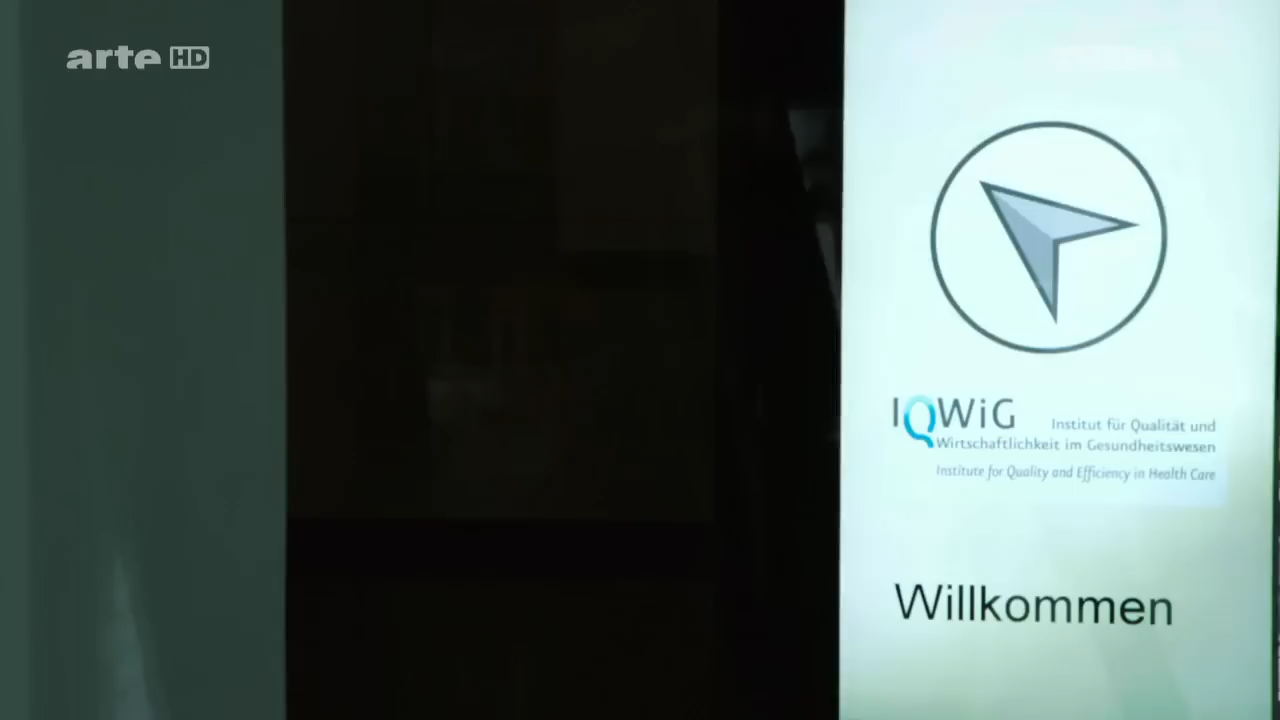 arte HD
IQWiG
Institut für Qualität und
Wirtschaftlichkeit im Gesundheitswesen
Institute for Quality and Efficiency in Health Care
Willkommen